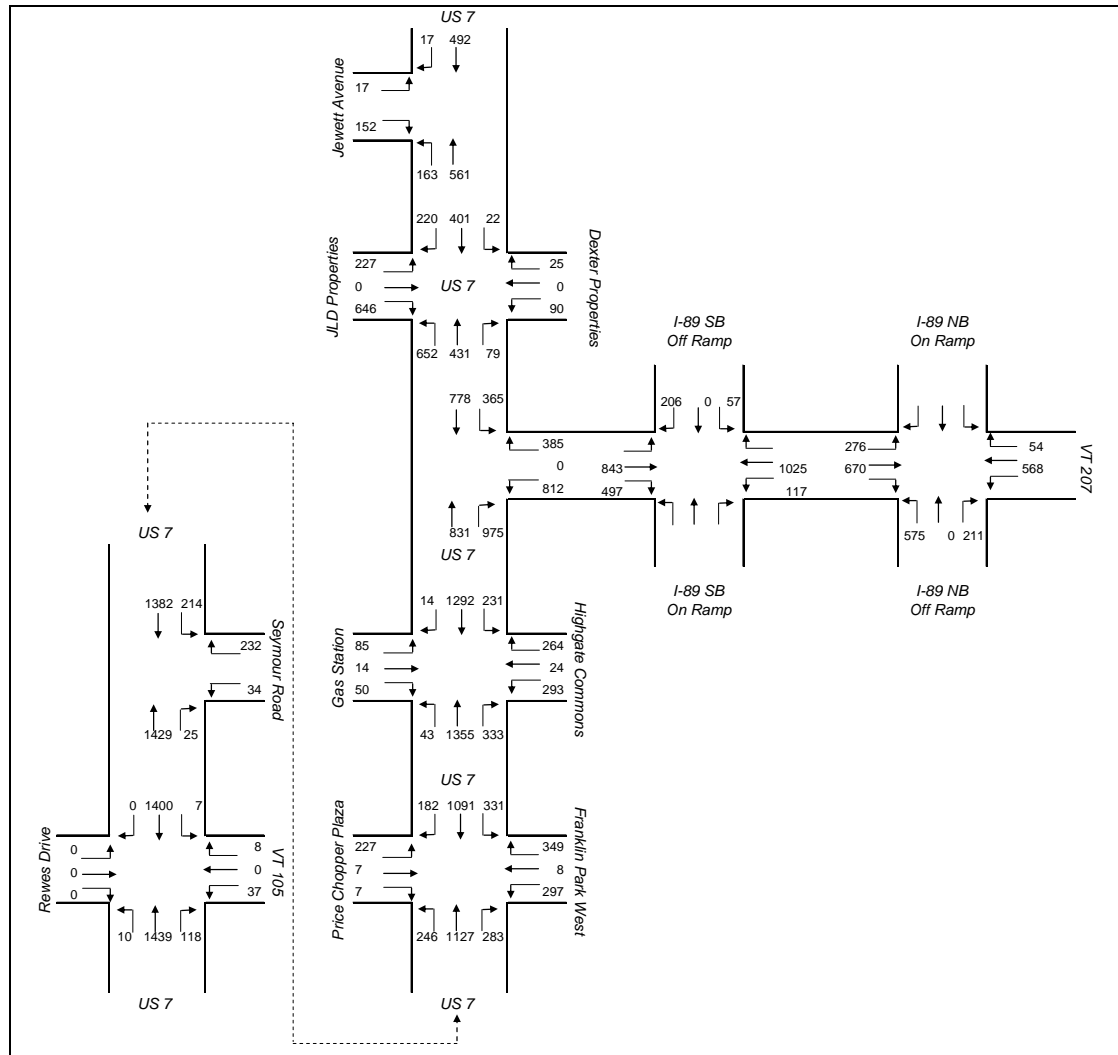 US 7
17 492
Jewett Avenue
17
152
163 561
220 401 22
JLD Properties
227
0
646
US 7
25
0
90
Dexter Properties
652 431 79
I-89 SB
Off Ramp
I-89 NB
On Ramp
778 365
206 0 57
385
0
812
843
497
1025
117
276
670
54
568
VT 207
831 975
575 0 211
US 7
I-89 SB
On Ramp
I-89 NB
Off Ramp
US 7
1382 214
232
34
Seymour Road
1429 25
14 1292 231
Gas Station
85
14
50
264
24
293
Highgate Commons
43 1355 333
US 7
0 1400 7
Rewes Drive
0
0
0
8
0
37
VT 105
10 1439 118
US 7
182 1091 331
Price Chopper Plaza
227
7
7
349
8
297
Franklin Park West
246 1127 283
US 7